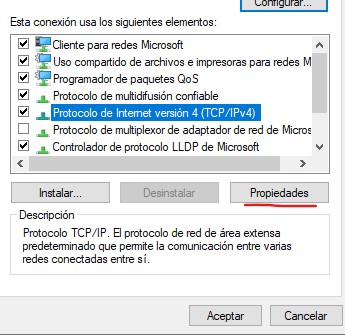 Configurar...
Esta conexión usa los siguientes elementos:
Cliente para redes Microsoft
Uso compartido de archivos e impresoras para redes M
Programador de paquetes QoS
Protocolo de multidifusión confiable
Protocolo de Internet versión 4 (TCP/IPv4)
Protocolo de multiplexor de adaptador de red de Micros
Controlador de protocolo LLDP de Microsoft
Instalar...
Desinstalar
Propiedades
Descripción
Protocolo TCP/IP. El protocolo de red de área extensa
predeterminado que permite la comunicación entre varias
redes conectadas entre sí.
Aceptar
Cancelar